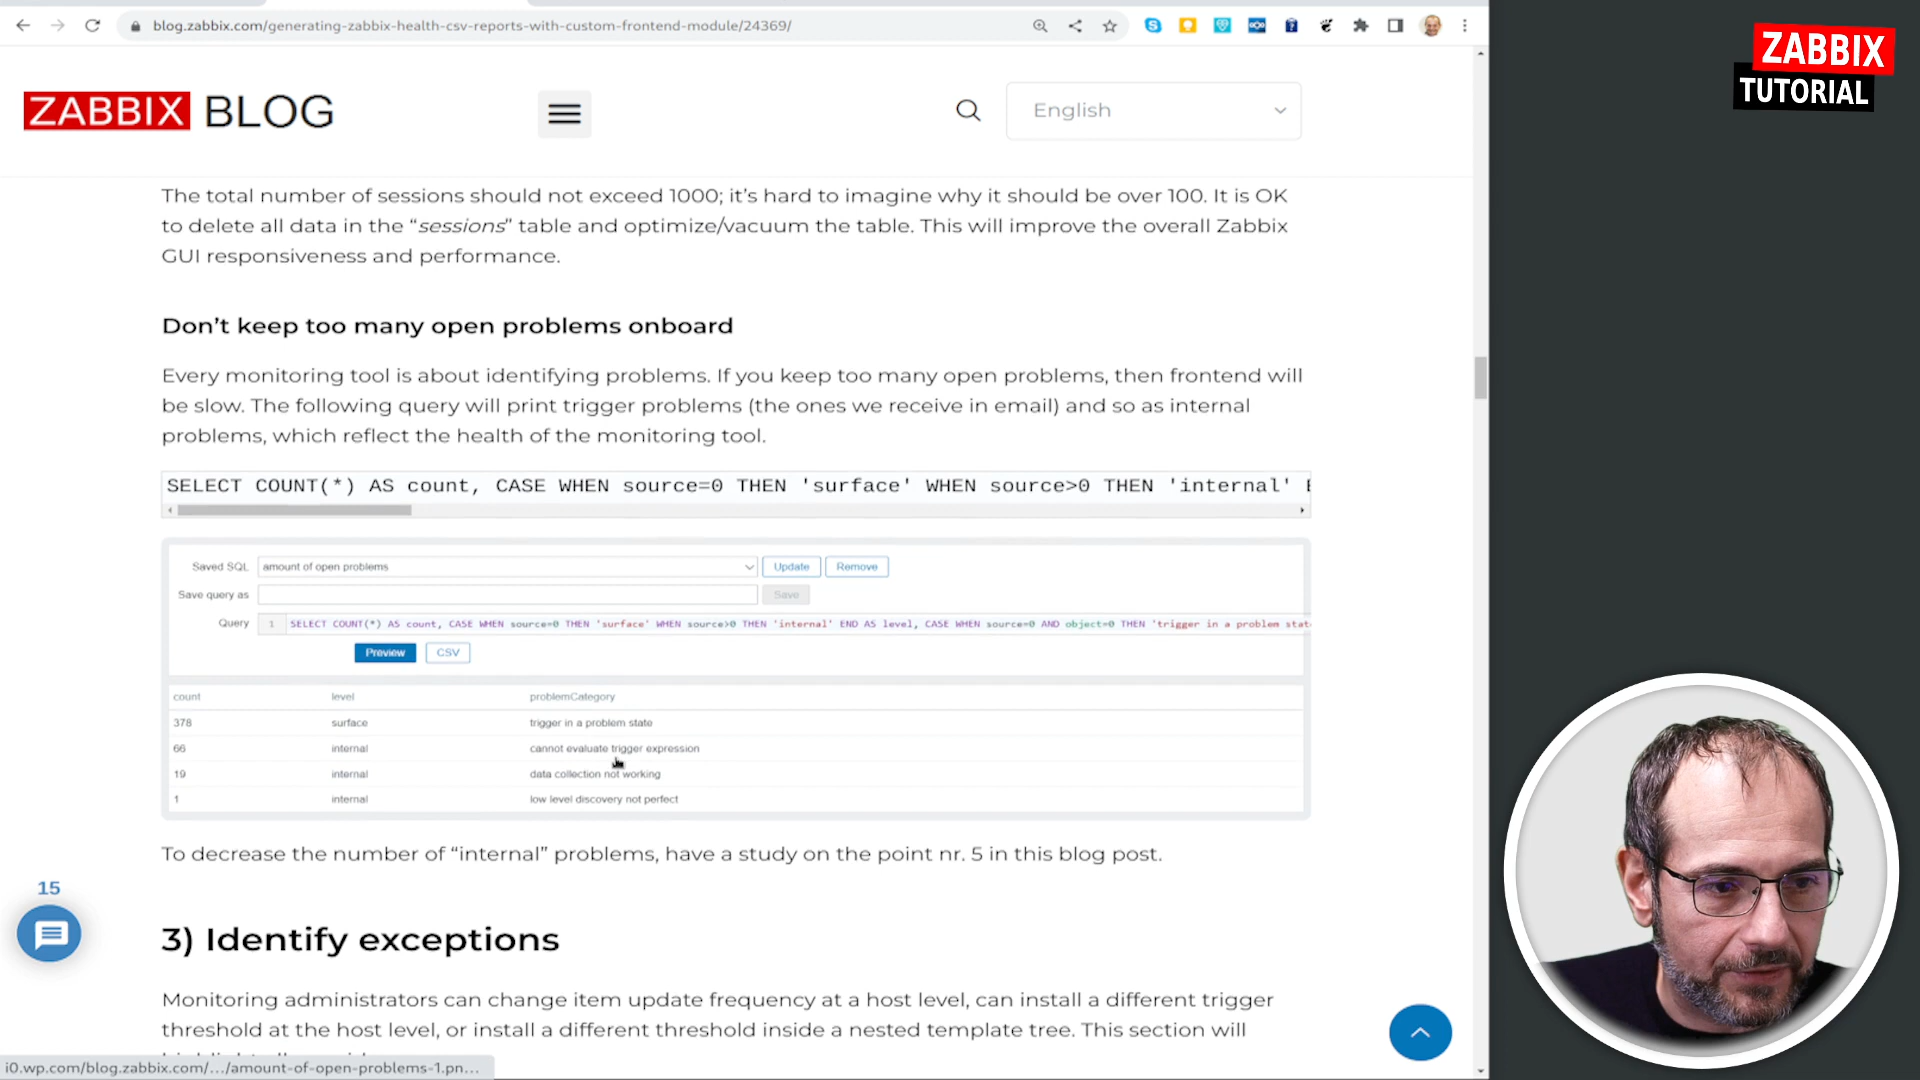 blog.zabbix.com/generating-zabbix-health-csv-reports-with-custom-frontend-module/24369/
ZABBIX
TUTORIAL
ZABBIX BLOG
English
The total number of sessions should not exceed 1000; it's hard to imagine why it should be over 100. It is OK
to delete all data in the “sessions” table and optimize/vacuum the table. This will improve the overall Zabbix
GUI responsiveness and performance.
Don't keep too many open problems onboard
Every monitoring tool is about identifying problems. If you keep too many open problems, then frontend will
be slow. The following query will print trigger problems (the ones we receive in email) and so as internal
problems, which reflect the health of the monitoring tool.
SELECT COUNT(*) AS count, CASE WHEN source=0 THEN 'surface' WHEN source>0 THEN 'internal' E
Saved SQL amount of open problems Update Remove
Save query as Save
Query 1 SELECT COUNT(*) AS count, CASE WHEN source=0 THEN 'surface' WHEN source>0 THEN 'internal' END AS level, CASE WHEN source=0 AND object=0 THEN 'trigger in a problem stat
Preview CSV
count level problemCategory
378 surface trigger in a problem state
66 internal cannot evaluate trigger expression
19 internal data collection not working
1 internal low level discovery not perfect
To decrease the number of “internal” problems, have a study on the point nr. 5 in this blog post.
15
3) Identify exceptions
Monitoring administrators can change item update frequency at a host level, can install a different trigger
threshold at the host level, or install a different threshold inside a nested template tree. This section will
i0.wp.com/blog.zabbix.com/.../amount-of-open-problems-1.pn...